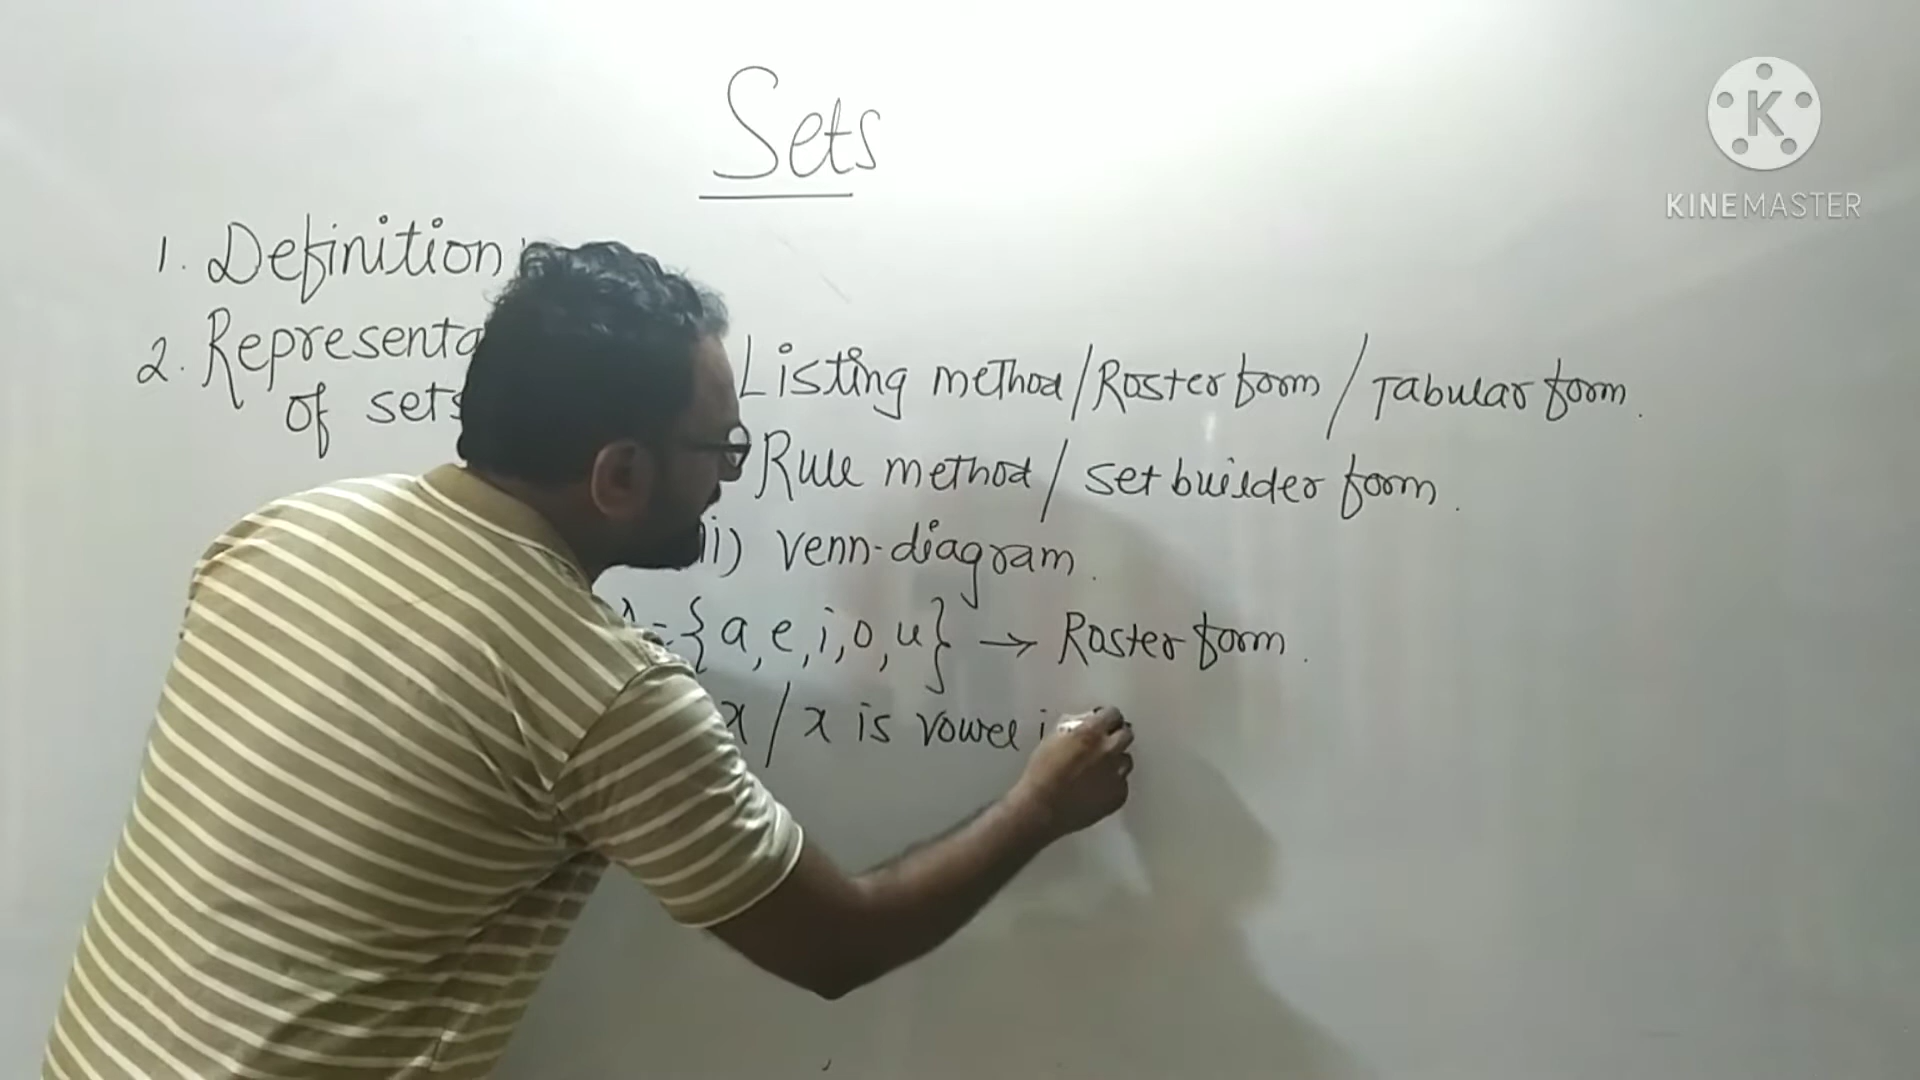 Sets
K
KINEMASTER
1. Definition
2. Representa
of sets
Listing method/Roster form/Tabular form.
Rule method/set builder form.
ii) Venn-diagram.
= {a, e, i, o, u} → Roster form.
x / x is vowel i